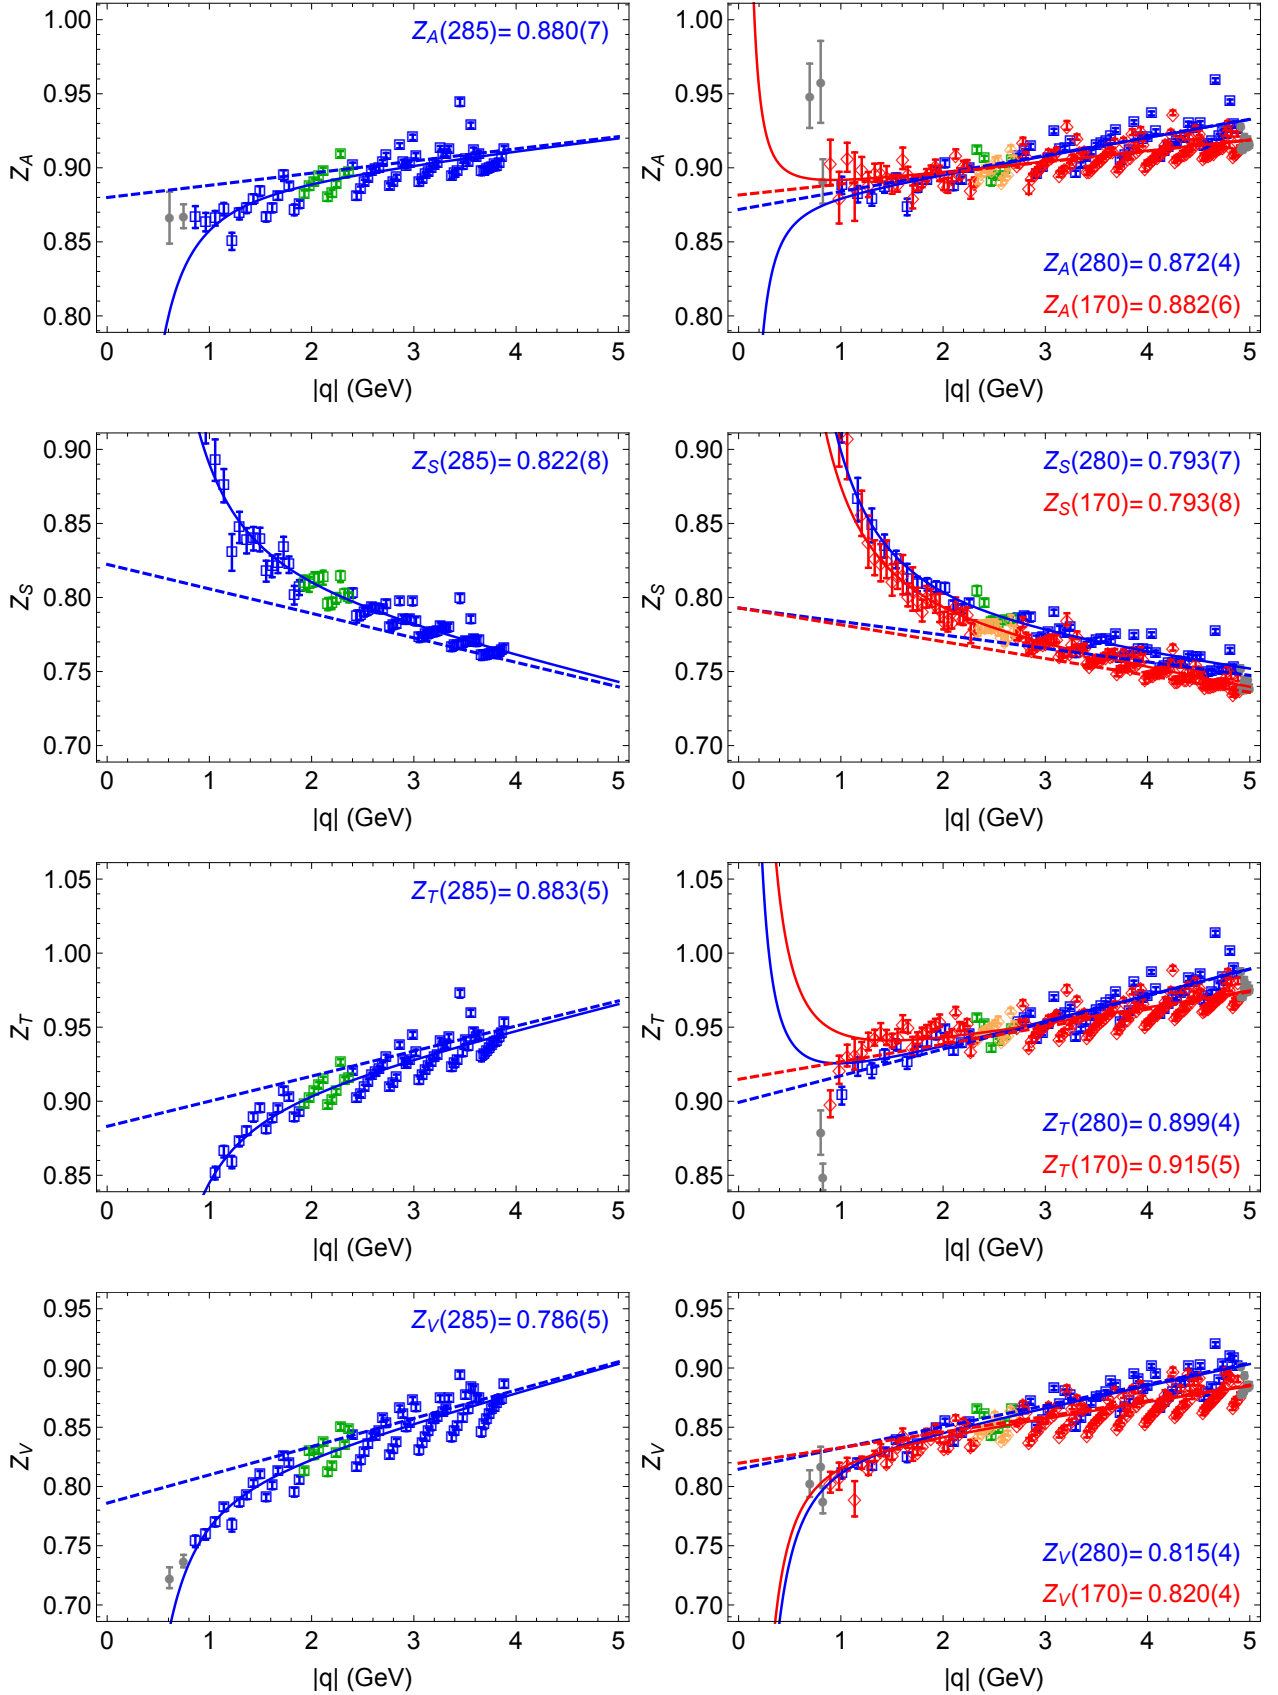 Z_A(285)=0.880(7)
1.00
0.95
0.90
0.85
0.80
Z_A
0 1 2 3 4 5
|q| (GeV)
1.00
0.95
0.90
0.85
0.80
Z_A
Z_A(280)=0.872(4)
Z_A(170)=0.882(6)
0 1 2 3 4 5
|q| (GeV)
Z_S(285)=0.822(8)
0.90
0.85
0.80
0.75
0.70
Z_S
0 1 2 3 4 5
|q| (GeV)
Z_S(280)=0.793(7)
Z_S(170)=0.793(8)
0.90
0.85
0.80
0.75
0.70
Z_S
0 1 2 3 4 5
|q| (GeV)
Z_T(285)=0.883(5)
1.05
1.00
0.95
0.90
0.85
Z_T
0 1 2 3 4 5
|q| (GeV)
1.05
1.00
0.95
0.90
0.85
Z_T
Z_T(280)=0.899(4)
Z_T(170)=0.915(5)
0 1 2 3 4 5
|q| (GeV)
Z_V(285)=0.786(5)
0.95
0.90
0.85
0.80
0.75
0.70
Z_V
0 1 2 3 4 5
|q| (GeV)
0.95
0.90
0.85
0.80
0.75
0.70
Z_V
Z_V(280)=0.815(4)
Z_V(170)=0.820(4)
0 1 2 3 4 5
|q| (GeV)